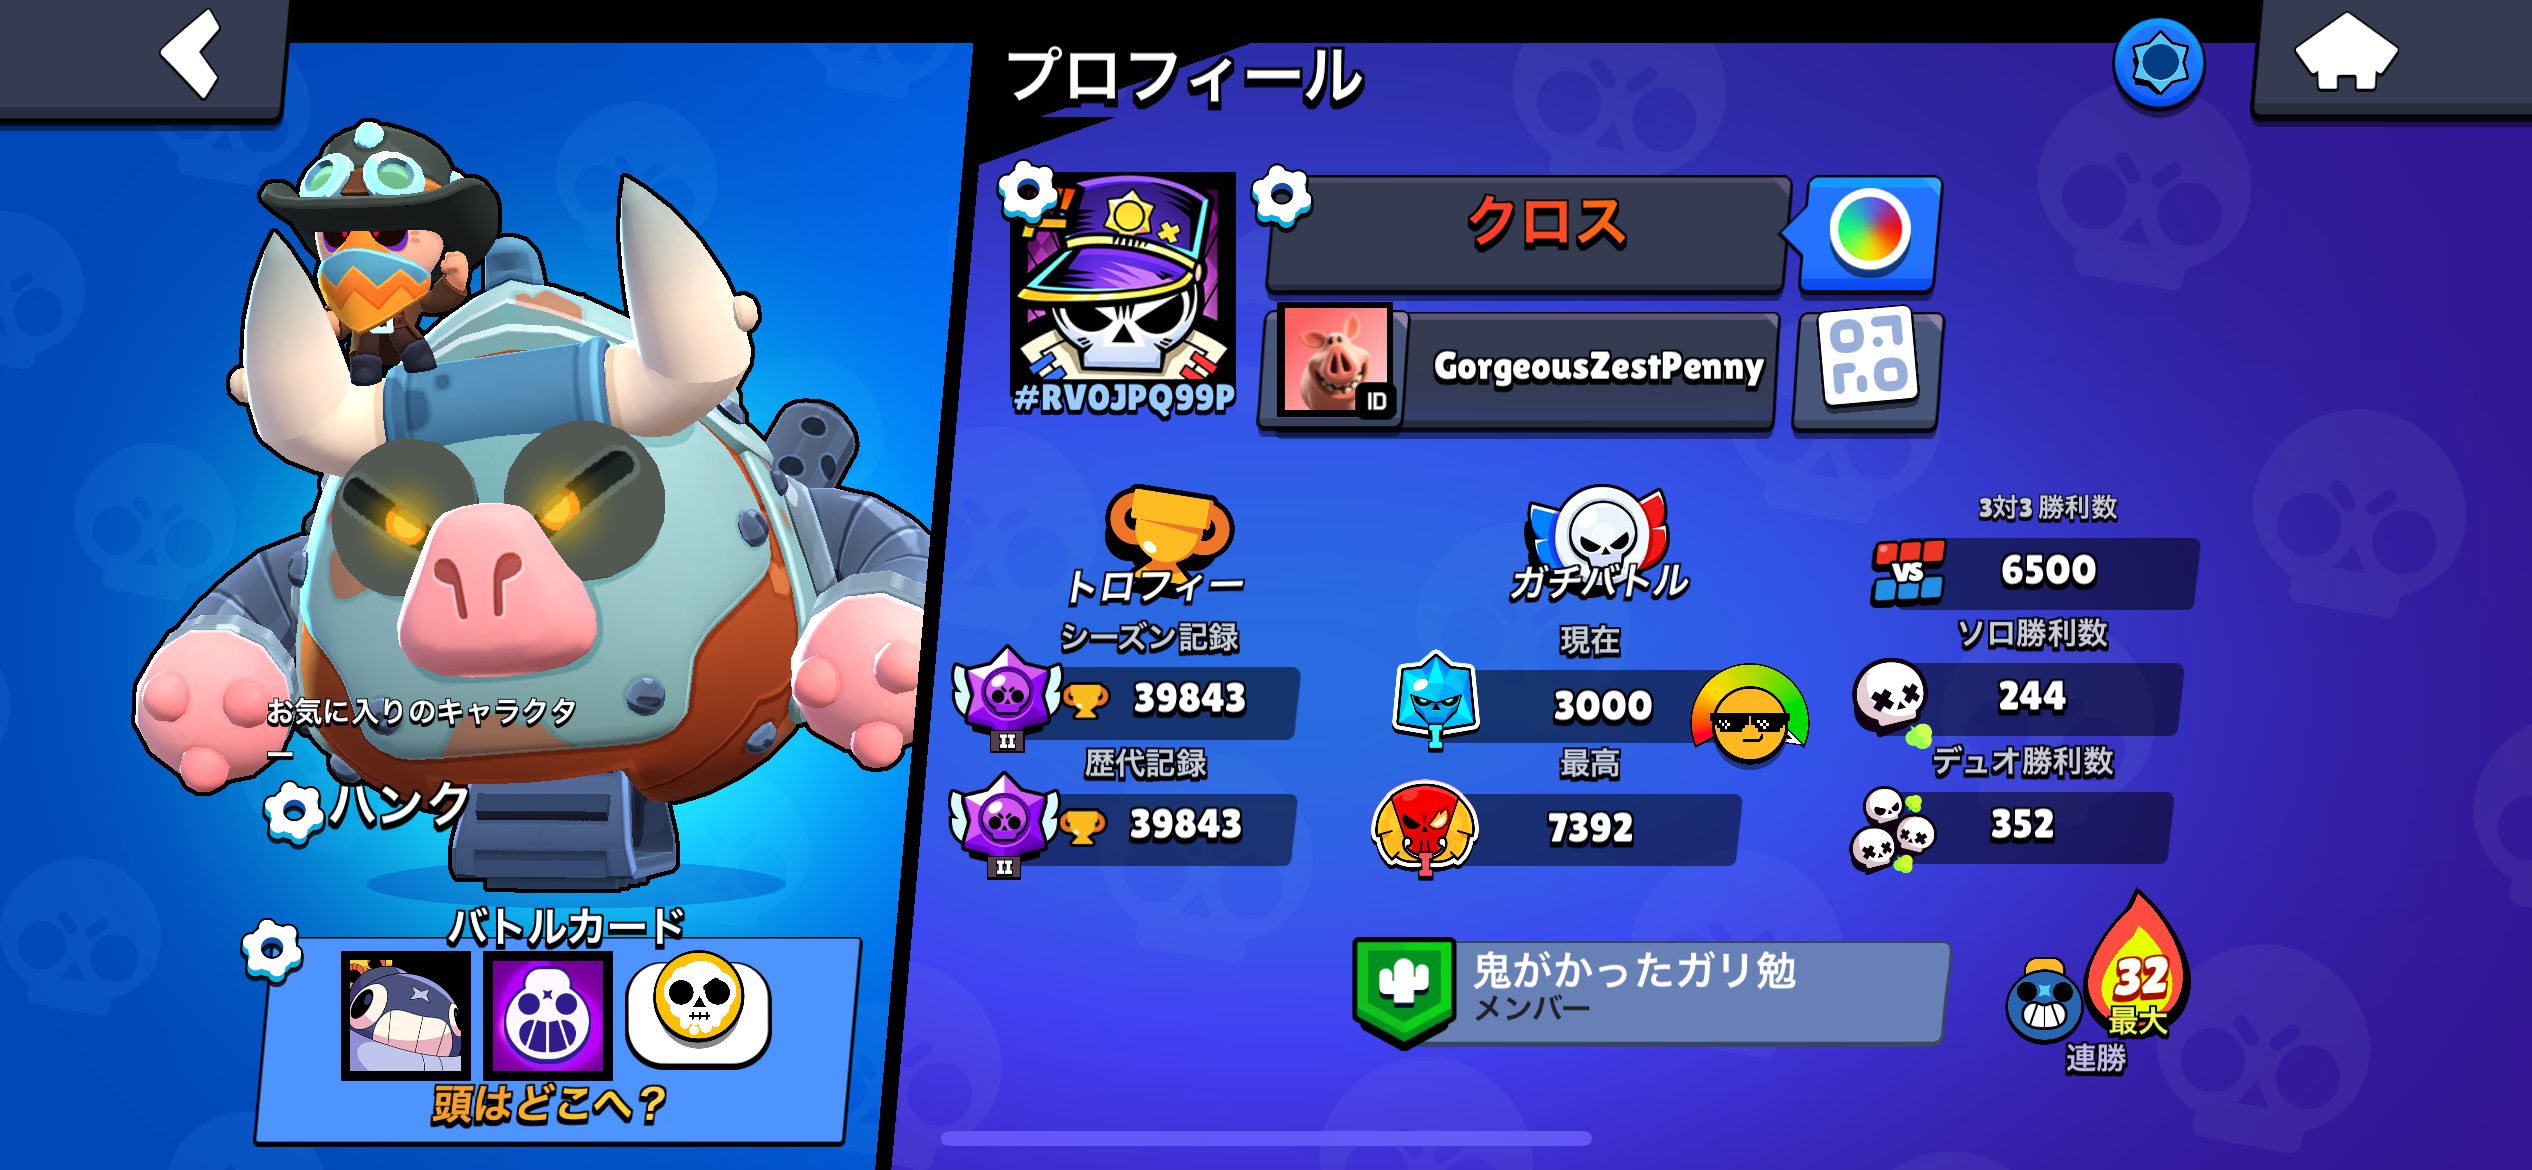 プロフィール
クロス
#RV0JPQ99P
ID
GorgeousZestPenny
お気に入りのキャラクタ
ー
ハンク
バトルカード
頭はどこへ？
トロフィー
シーズン記録
II
39843
歴代記録
II
39843
ガチバトル
現在
3000
最高
7392
3対3 勝利数
VS
6500
ソロ勝利数
244
デュオ勝利数
352
鬼がかったガリ勉
メンバー
32
最大
連勝